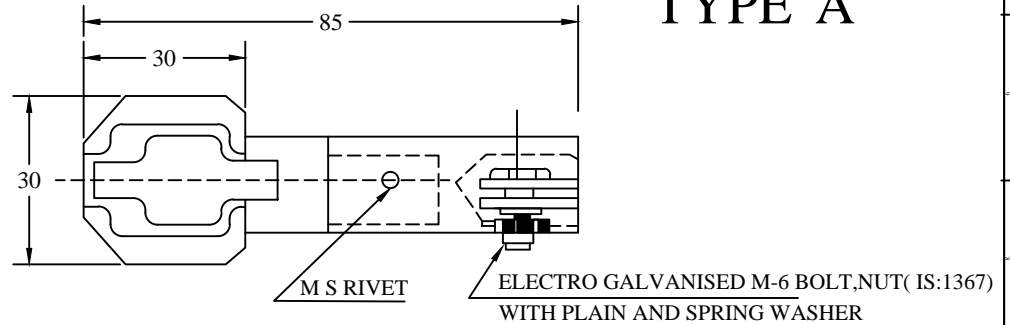 TYPE A
85
30
30
M S RIVET
ELECTRO GALVANISED M-6 BOLT,NUT( IS:1367)
WITH PLAIN AND SPRING WASHER